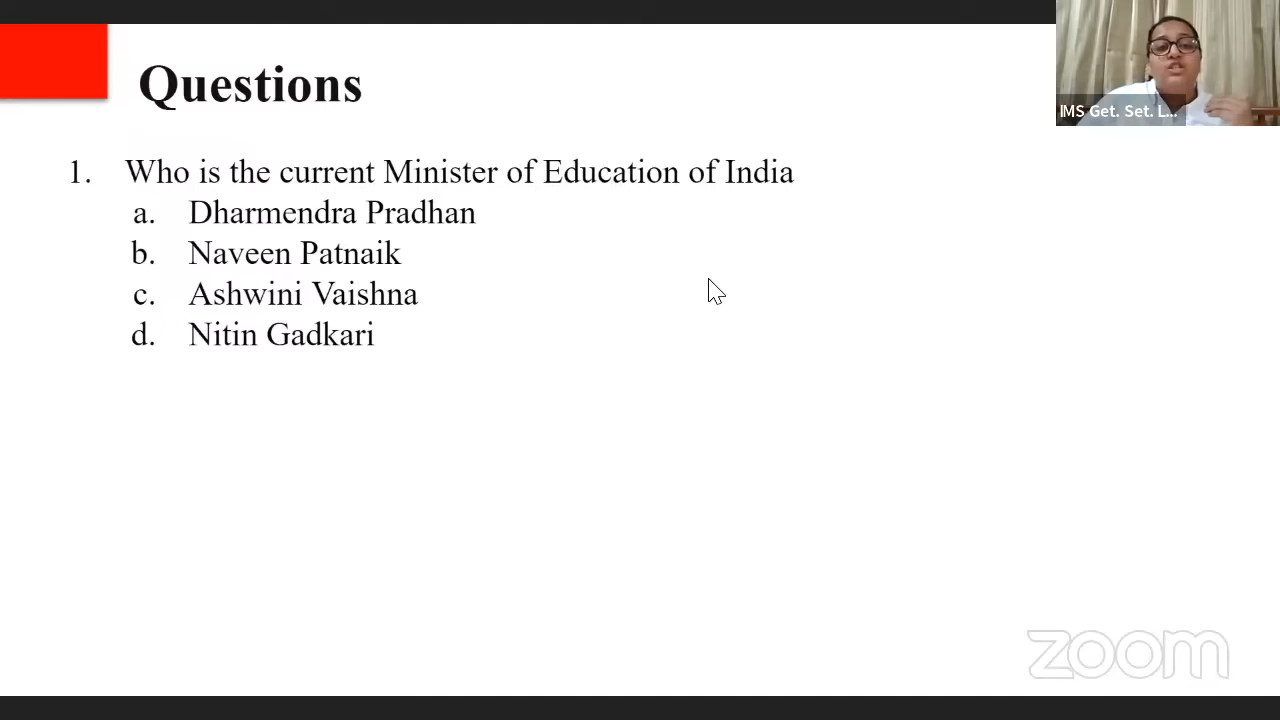 Questions
IMS Get. Set. L...
1. Who is the current Minister of Education of India
a. Dharmendra Pradhan
b. Naveen Patnaik
c. Ashwini Vaishna
d. Nitin Gadkari
zoom